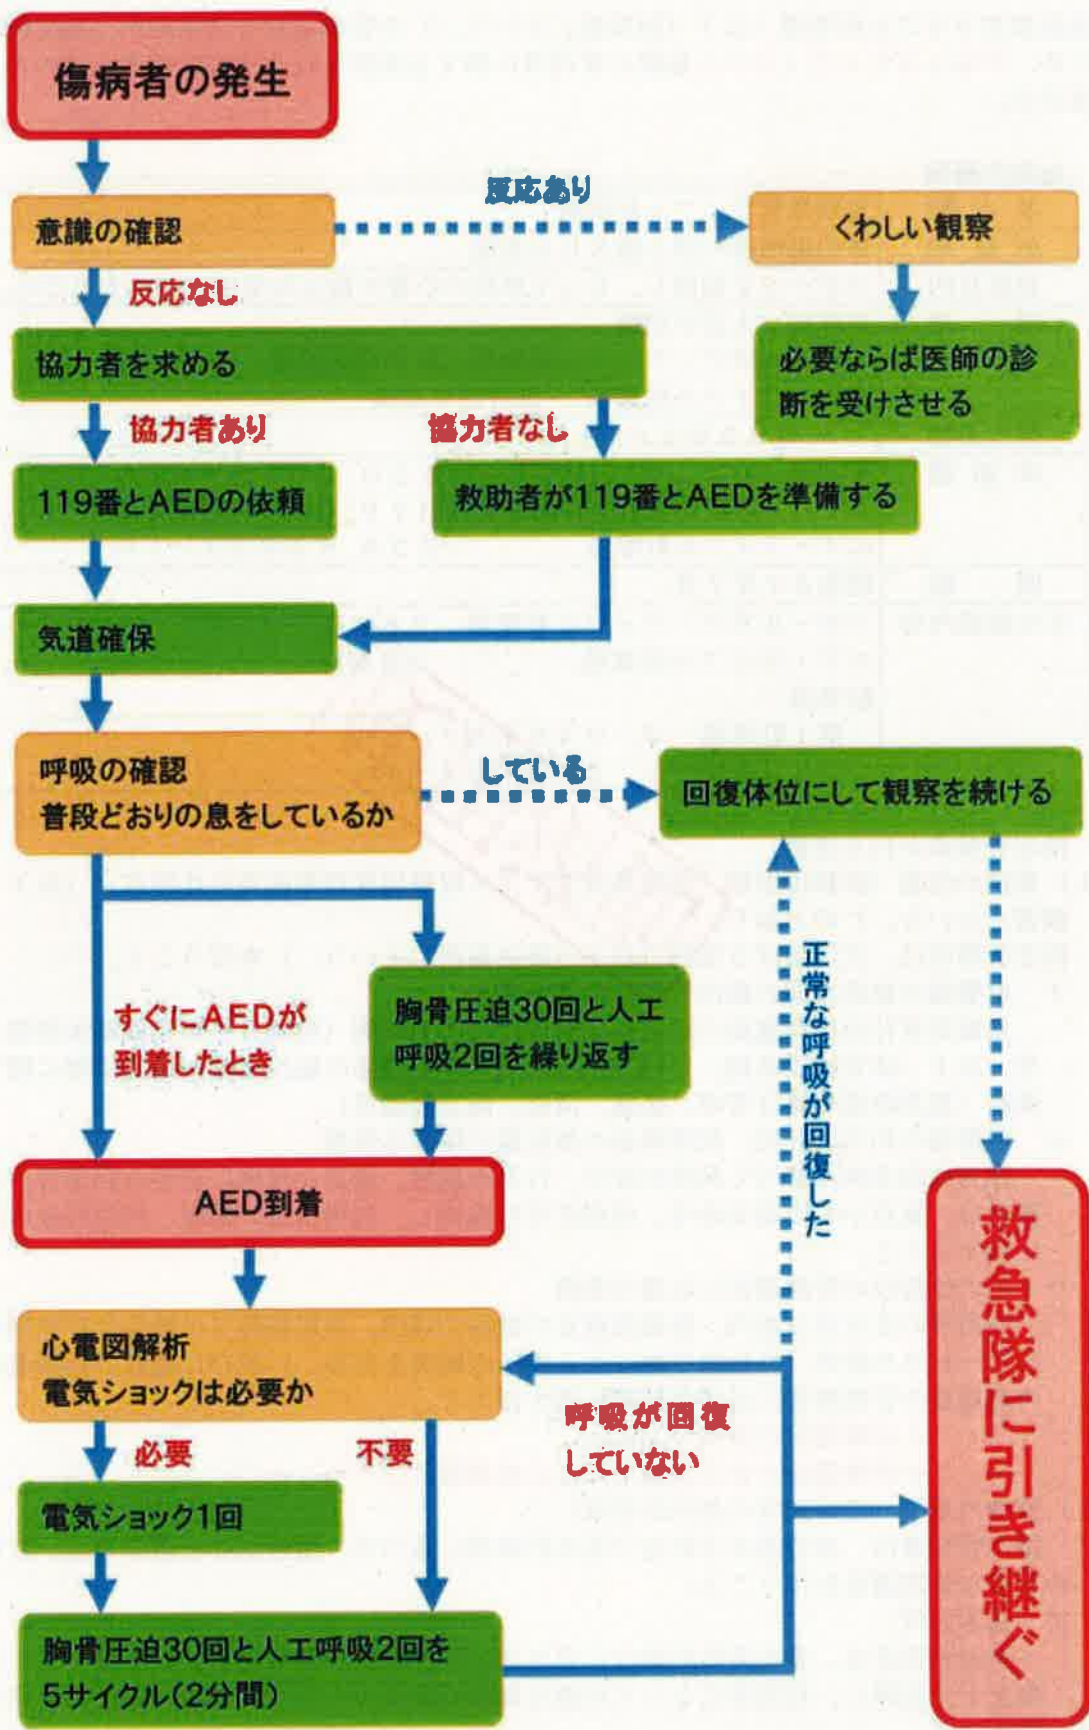 傷病者の発生
意識の確認
反応あり
くわしい観察
反応なし
協力者を求める
必要ならば医師の診
断を受けさせる
協力者あり
協力者なし
119番とAEDの依頼
救助者が119番とAEDを準備する
気道確保
呼吸の確認
普段どおりの息をしているか
している
回復体位にして観察を続ける
すぐにAEDが
到着したとき
胸骨圧迫30回と人工
呼吸2回を繰り返す
正常な呼吸が回復した
AED到着
心電図解析
電気ショックは必要か
呼吸が回復
していない
必要
不要
電気ショック1回
胸骨圧迫30回と人工呼吸2回を
5サイクル(2分間)
救急隊に引き継ぐ